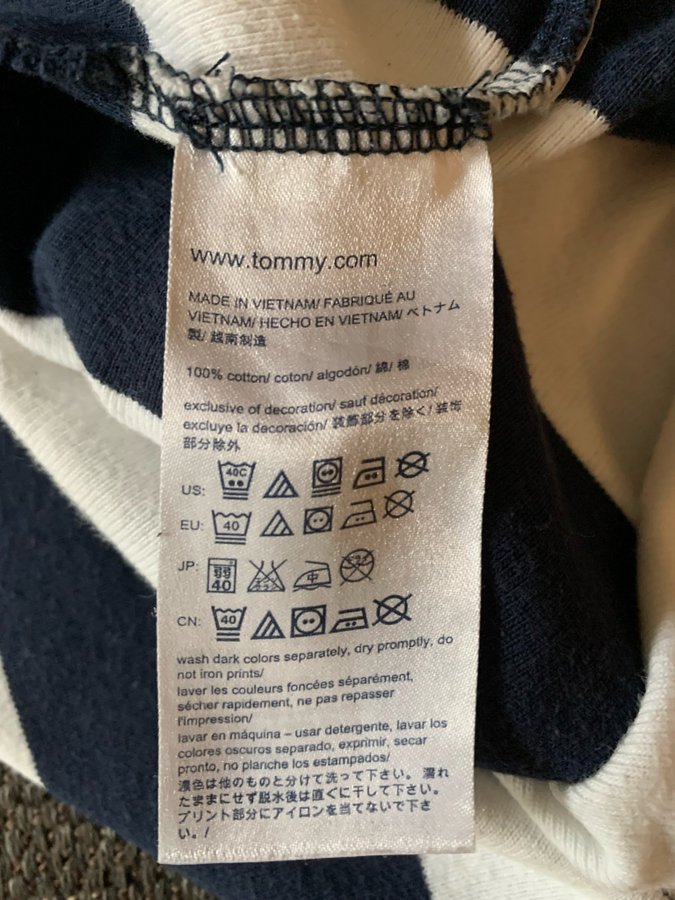 www.tommy.com
MADE IN VIETNAM/ FABRIQUÉ AU
VIETNAM/ HECHO EN VIETNAM/ ベトナム
製/ 越南制造
100% cotton/ coton/ algodón/ 綿/ 棉
exclusive of decoration/ sauf décoration/
excluye la decoración/ 装飾部分を除く/ 装饰
部分除外
US: 40C
EU: 40
JP: 40 中
CN: 40
wash dark colors separately, dry promptly, do
not iron prints/
laver les couleurs foncées séparément,
sécher rapidement, ne pas repasser
l'impression/
lavar en máquina – usar detergente, lavar los
colores oscuros separado, exprimir, secar
pronto, no planche los estampados/
濃色は他のものと分けて洗って下さい。濡れ
たままにせず脱水後は直ぐに干して下さい。
プリント部分にアイロンを当てないで下さ
い。/